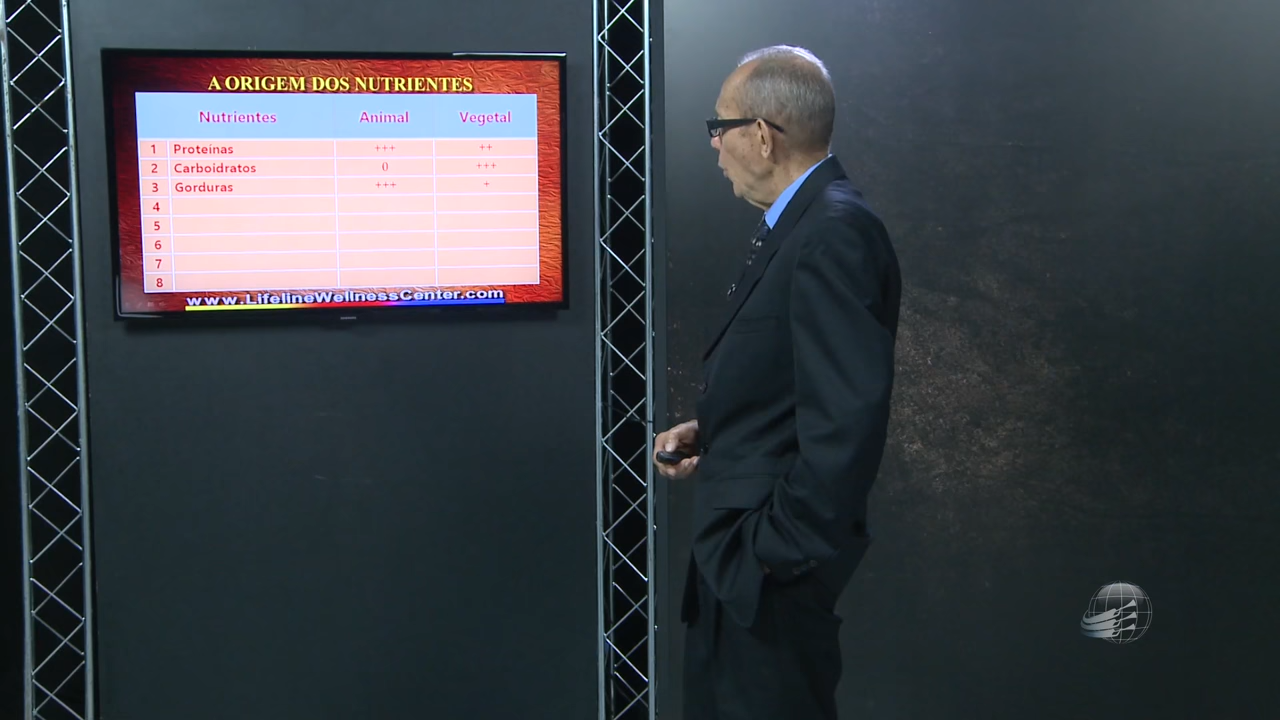 A ORIGEM DOS NUTRIENTES
Nutrientes Animal Vegetal
1 Proteínas +++ ++
2 Carboidratos 0 +++
3 Gorduras +++ +
4
5
6
7
8
www.LifelineWellnessCenter.com